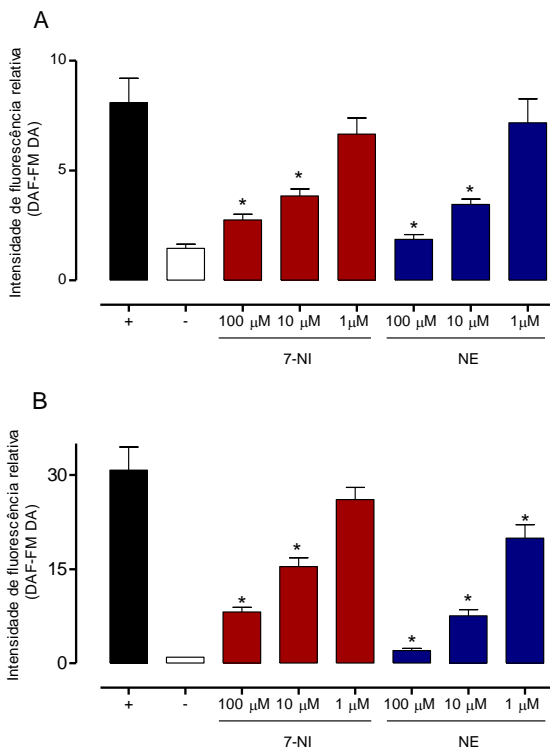 A
Intensidade de fluorescência relativa
(DAF-FM DA)
10
5
0
* * * *
+ - 100 μM 10 μM 1μM 100 μM 10 μM 1μM
7-NI NE
B
Intensidade de fluorescência relativa
(DAF-FM DA)
30
15
0
* * * * *
+ - 100 μM 10 μM 1 μM 100 μM 10 μM 1 μM
7-NI NE